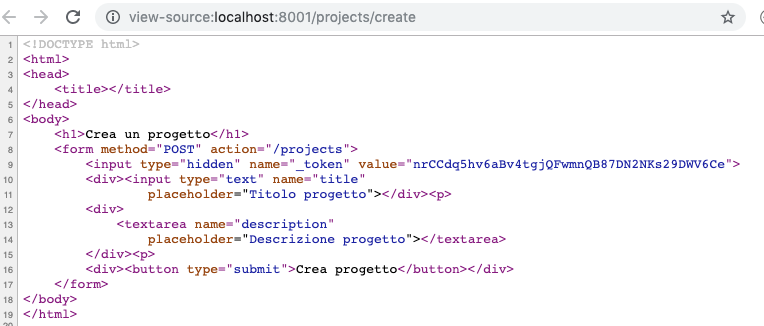 view-source:localhost:8001/projects/create
1 <!DOCTYPE html>
2 <html>
3 <head>
4     <title></title>
5 </head>
6 <body>
7     <h1>Crea un progetto</h1>
8     <form method="POST" action="/projects">
9         <input type="hidden" name="_token" value="nrCCdq5hv6aBv4tgjQFwmnQB87DN2NKs29DWV6Ce">
10         <div><input type="text" name="title"
11                 placeholder="Titolo progetto"></div><p>
12         <div>
13             <textarea name="description"
14                 placeholder="Descrizione progetto"></textarea>
15         </div><p>
16         <div><button type="submit">Crea progetto</button></div>
17     </form>
18 </body>
19 </html>
20